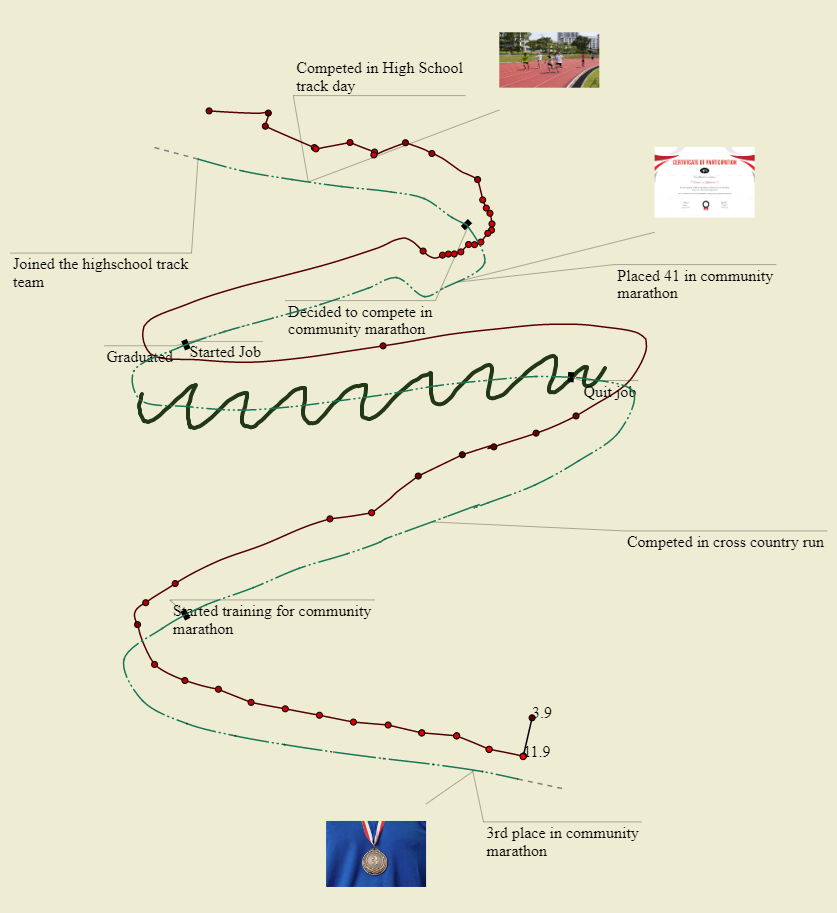 Competed in High School
track day
CERTIFICATE OF PARTICIPATION
Joined the highschool track
team
Placed 41 in community
marathon
Decided to compete in
community marathon
Graduated
Started Job
Quit job
Competed in cross country run
Started training for community
marathon
3.9
11.9
3rd place in community
marathon